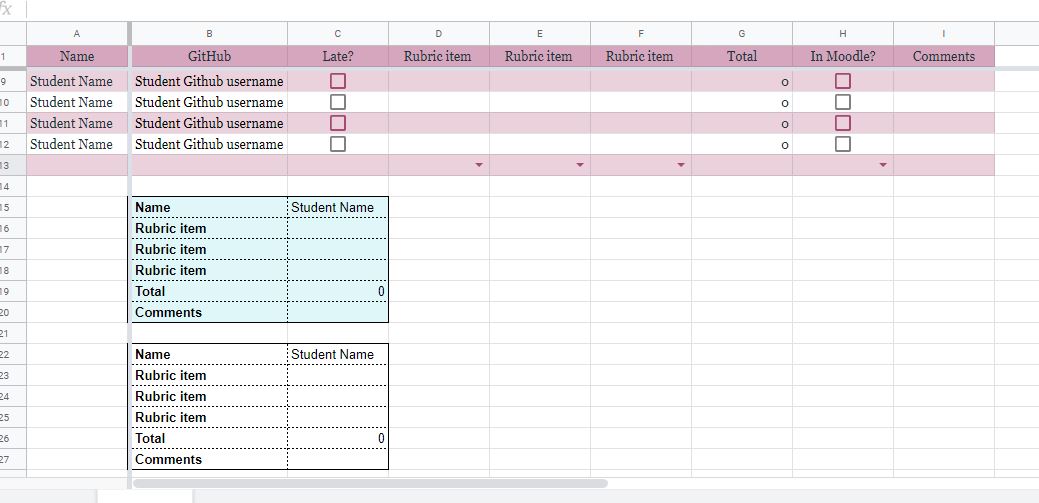 fx
A B C D E F G H I
1 Name GitHub Late? Rubric item Rubric item Rubric item Total In Moodle? Comments
9 Student Name Student Github username 0
10 Student Name Student Github username 0
11 Student Name Student Github username 0
12 Student Name Student Github username 0
13
14
15 Name Student Name
16 Rubric item
17 Rubric item
18 Rubric item
19 Total 0
20 Comments
21
22 Name Student Name
23 Rubric item
24 Rubric item
25 Rubric item
26 Total 0
27 Comments